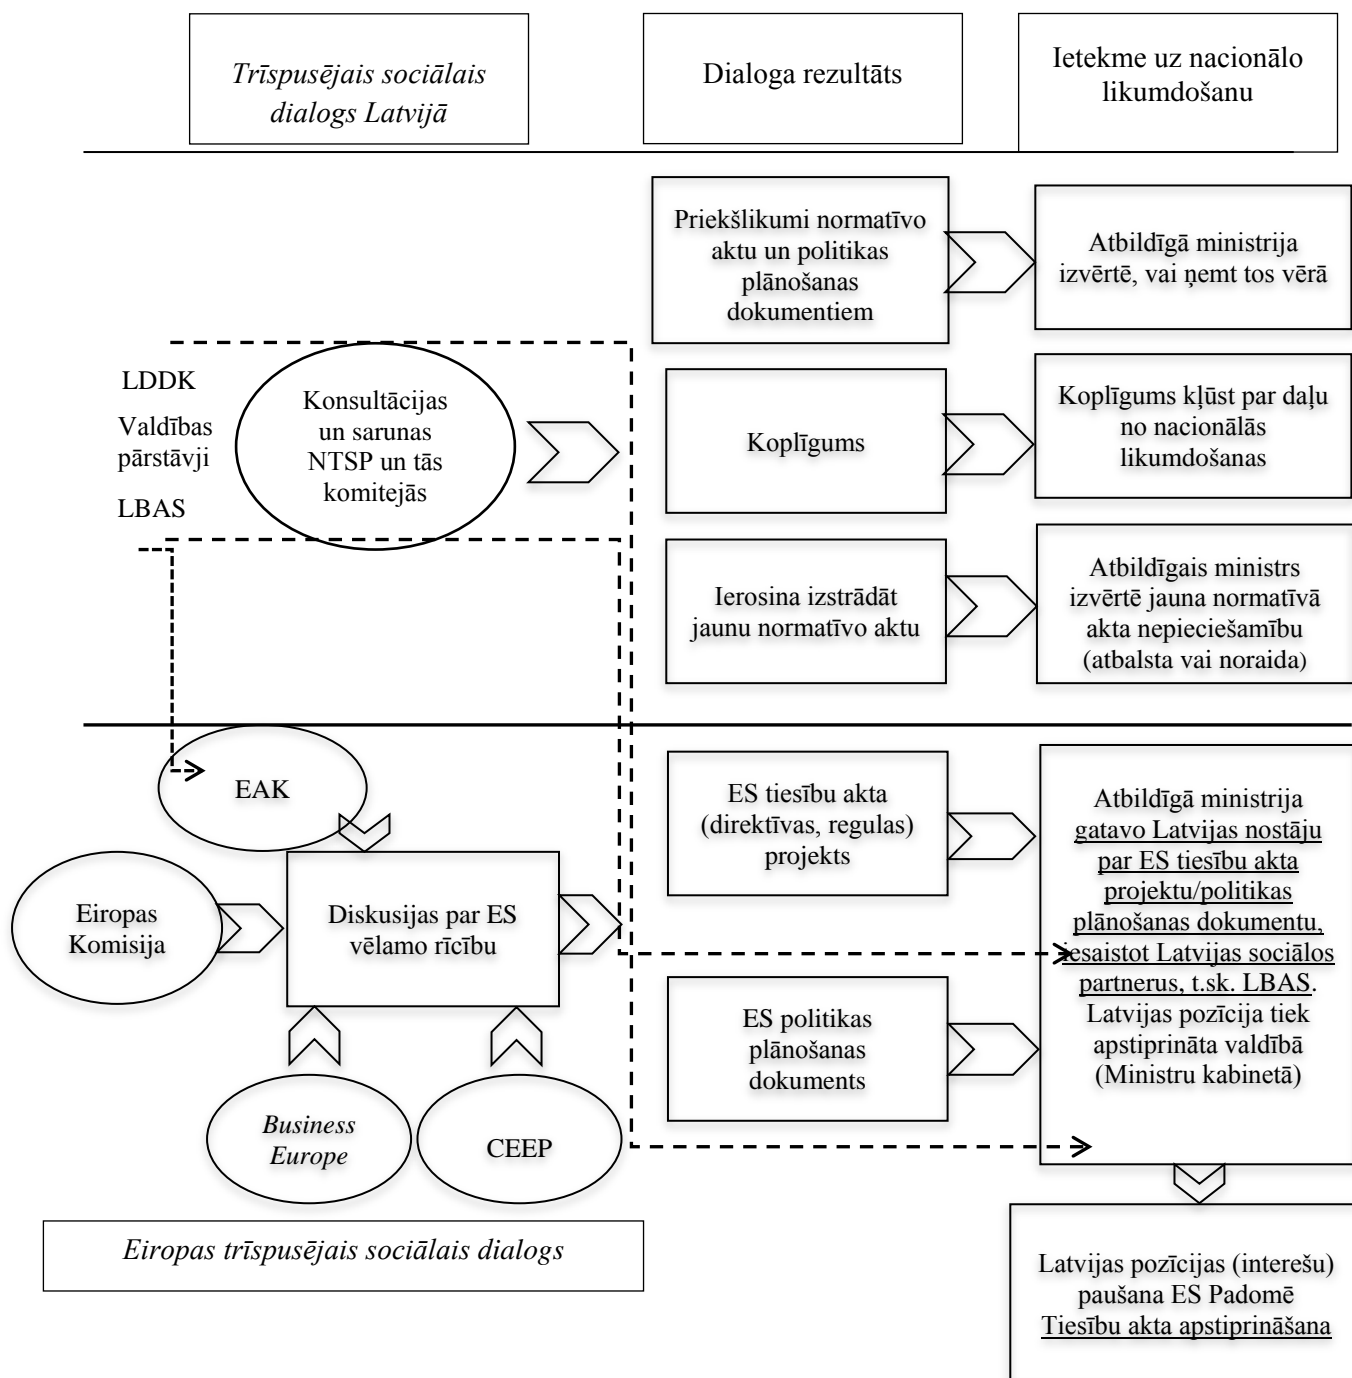 Trīspusējais sociālais
dialogs Latvijā
Dialoga rezultāts
Ietekme uz nacionālo
likumdošanu
Priekšlikumi normatīvo
aktu un politikas
plānošanas
dokumentiem
Atbildīgā ministrija
izvērtē, vai ņemt tos vērā
LDDK
Valdības
pārstāvji
LBAS
Konsultācijas
un sarunas
NTSP un tās
komitejās
Koplīgums
Koplīgums kļūst par daļu
no nacionālās
likumdošanas
Ierosina izstrādāt
jaunu normatīvo aktu
Atbildīgais ministrs
izvērtē jauna normatīvā
akta nepieciešamību
(atbalsta vai noraida)
EAK
Eiropas
Komisija
Diskusijas par ES
vēlamo rīcību
Business
Europe
CEEP
ES tiesību akta
(direktīvas, regulas)
projekts
ES politikas
plānošanas
dokuments
Atbildīgā ministrija
gatavo Latvijas nostāju
par ES tiesību akta
projektu/politikas
plānošanas dokumentu,
iesaistot Latvijas sociālos
partnerus, t.sk. LBAS.
Latvijas pozīcija tiek
apstiprināta valdībā
(Ministru kabinetā)
Eiropas trīspusējais sociālais dialogs
Latvijas pozīcijas (interešu)
paušana ES Padomē
Tiesību akta apstiprināšana